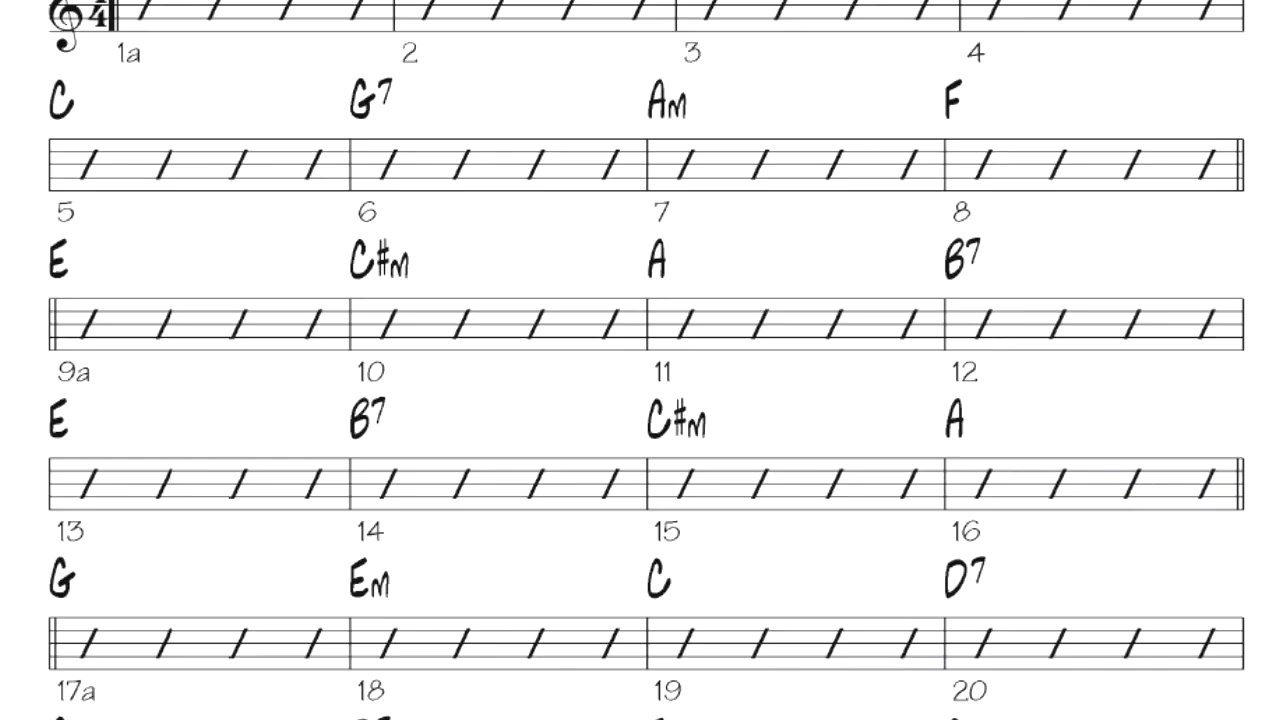 4
1a 2 3 4
C G7 Am F
5 6 7 8
E C#m A B7
9a 10 11 12
E B7 C#m A
13 14 15 16
G Em C D7
17a 18 19 20